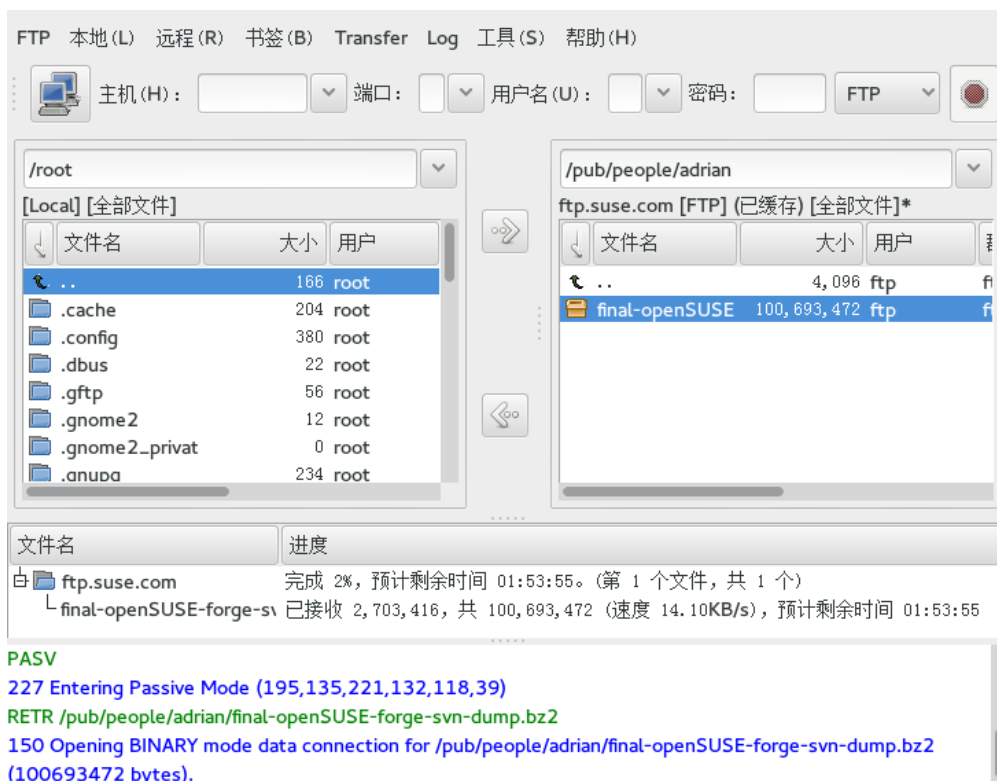 FTP 本地(L) 远程(R) 书签(B) Transfer Log 工具(S) 帮助(H)
主机(H): 端口: 用户名(U): 密码: FTP
/root
[Local] [全部文件]
文件名 大小 用户
.. 166 root
.cache 204 root
.config 380 root
.dbus 22 root
.gftp 56 root
.gnome2 12 root
.gnome2_privat 0 root
.gnupg 234 root
/pub/people/adrian
ftp.suse.com [FTP] (已缓存) [全部文件]*
文件名 大小 用户
.. 4,096 ftp
final-openSUSE 100,693,472 ftp
文件名 进度
ftp.suse.com 完成 2%，预计剩余时间 01:53:55。(第 1 个文件，共 1 个)
final-openSUSE-forge-sv 已接收 2,703,416，共 100,693,472 (速度 14.10KB/s)，预计剩余时间 01:53:55
PASV
227 Entering Passive Mode (195,135,221,132,118,39)
RETR /pub/people/adrian/final-openSUSE-forge-svn-dump.bz2
150 Opening BINARY mode data connection for /pub/people/adrian/final-openSUSE-forge-svn-dump.bz2
(100693472 bytes).